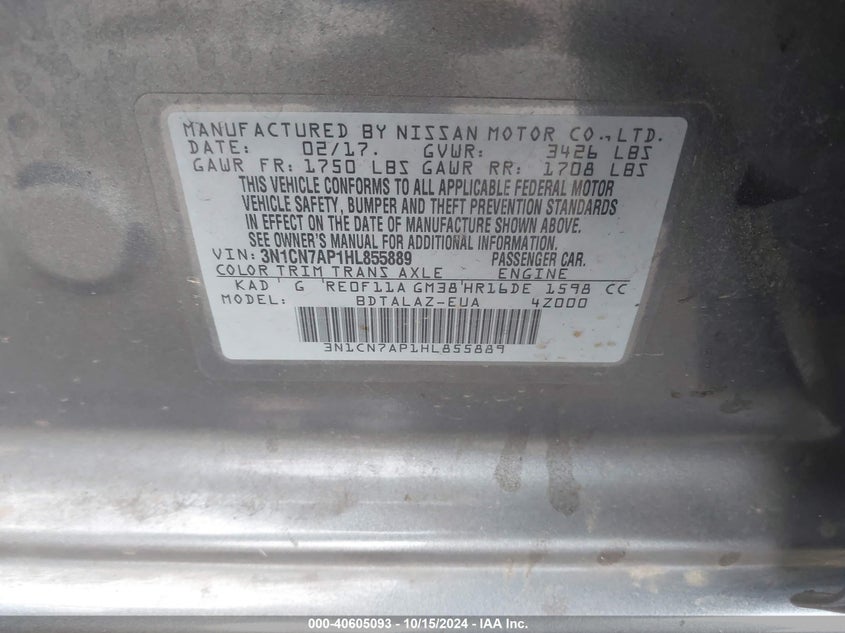 MANUFACTURED BY NISSAN MOTOR CO., LTD.
DATE: 02/17. GVWR: 3426 LBS
GAWR FR: 1750 LBS GAWR RR: 1708 LBS
THIS VEHICLE CONFORMS TO ALL APPLICABLE FEDERAL MOTOR
VEHICLE SAFETY, BUMPER AND THEFT PREVENTION STANDARDS
IN EFFECT ON THE DATE OF MANUFACTURE SHOWN ABOVE.
SEE OWNER'S MANUAL FOR ADDITIONAL INFORMATION.
VIN: 3N1CN7AP1HL855889 PASSENGER CAR.
COLOR TRIM TRANS AXLE ENGINE
KAD G RE0F11A GM38 HR16DE 1598 CC
MODEL: BDTALAZ-EUA 4Z000
3N1CN7AP1HL855889
000-40605093 - 10/15/2024 - IAA Inc.